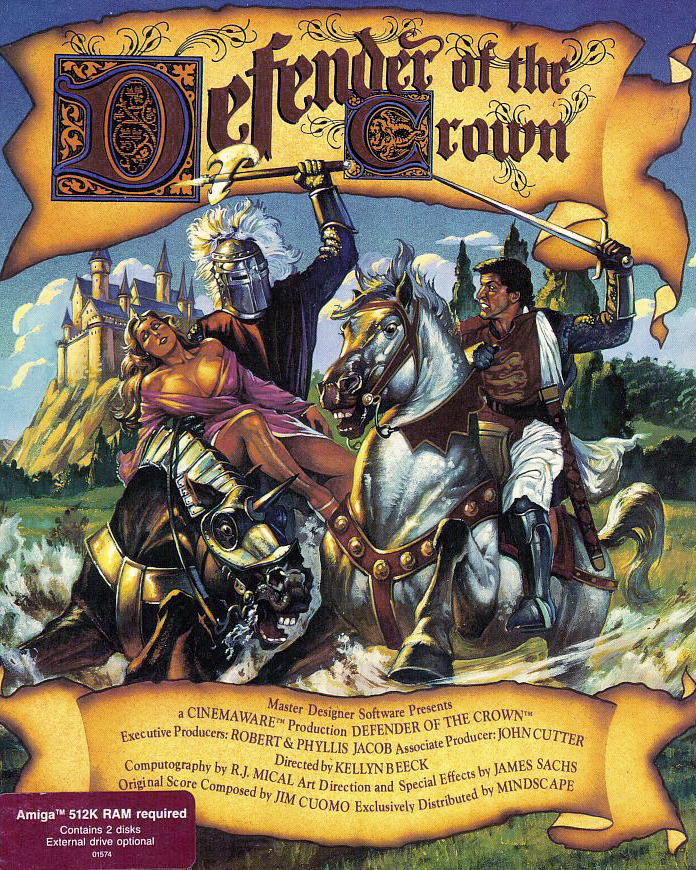 Defender of the
Crown
Master Designer Software Presents
a CINEMAWARE™ Production DEFENDER OF THE CROWN™
Executive Producers: ROBERT & PHYLLIS JACOB Associate Producer: JOHN CUTTER
Directed by KELLYN BEECK
Computography by R.J. MICAL Art Direction and Special Effects by JAMES SACHS
Original Score Composed by JIM CUOMO Exclusively Distributed by MINDSCAPE
Amiga™ 512K RAM required
Contains 2 disks
External drive optional
01574